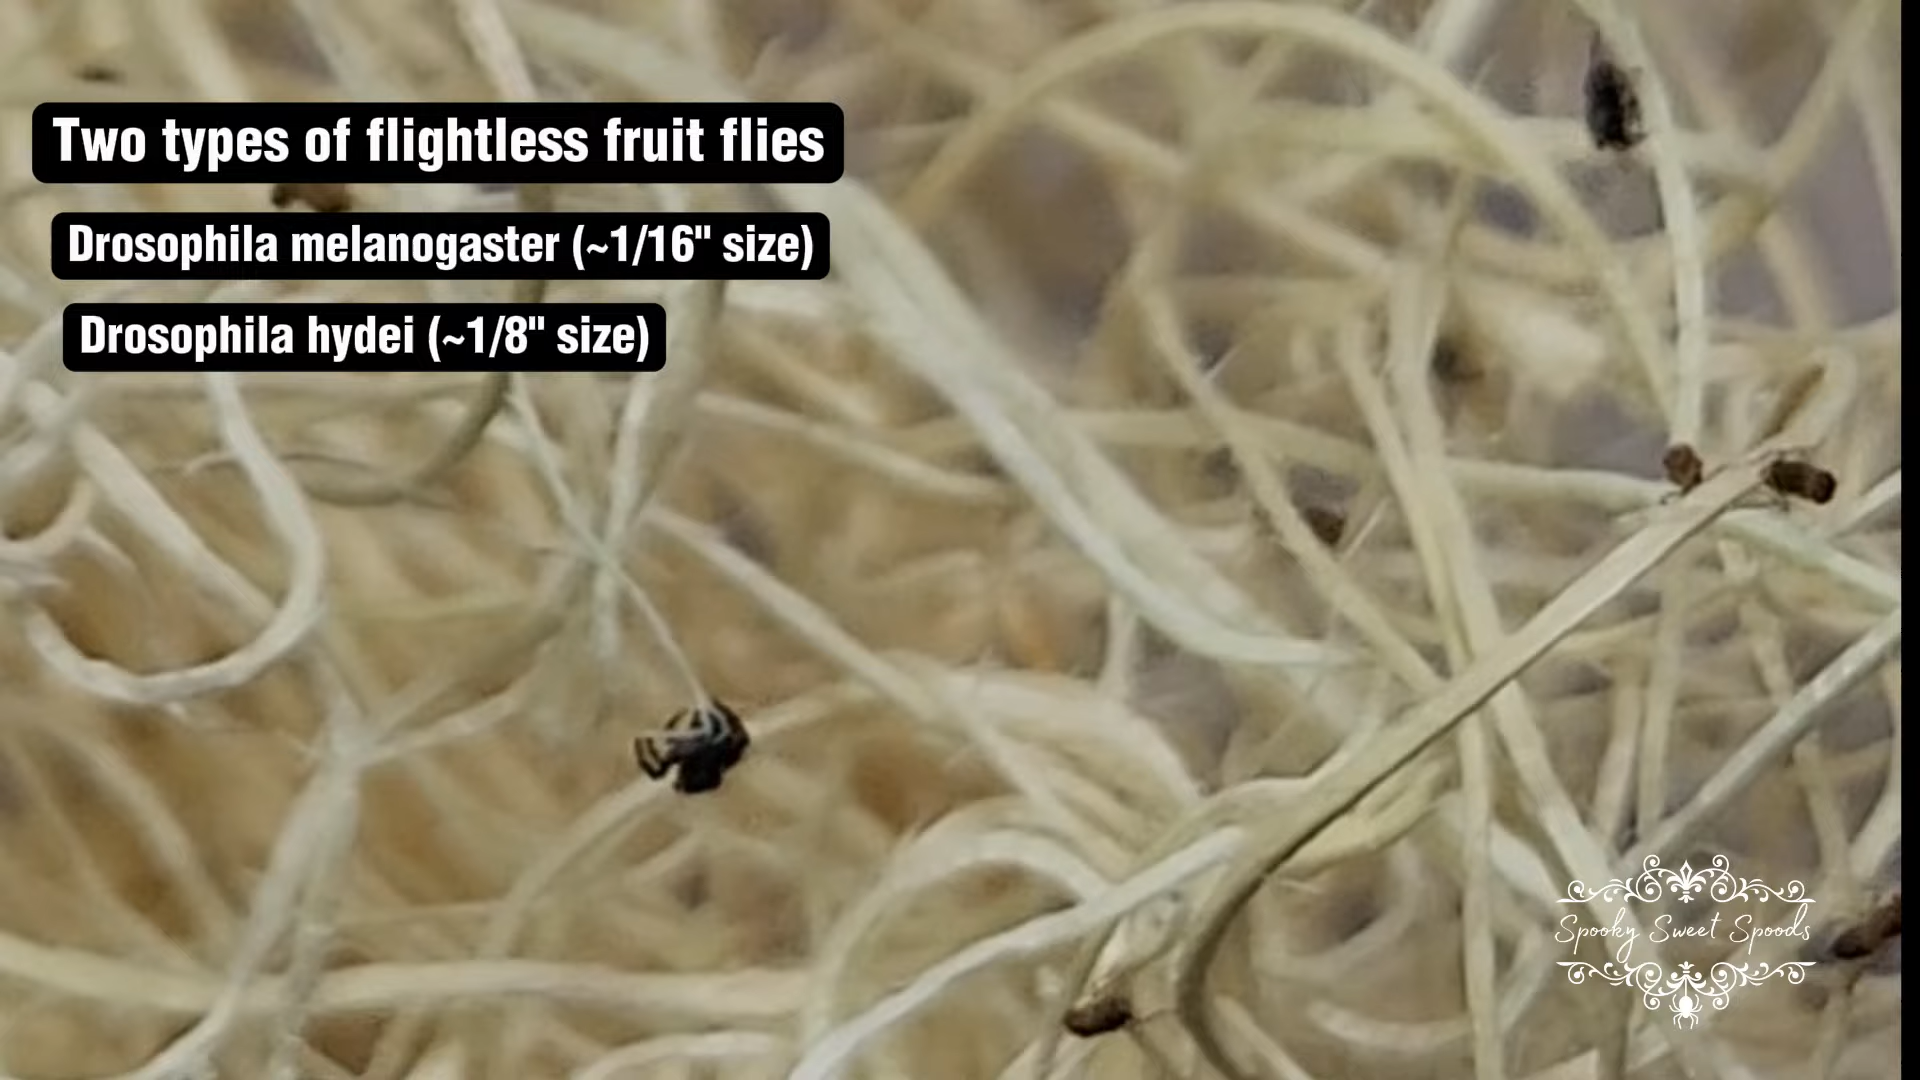 Two types of flightless fruit flies
Drosophila melanogaster (~1/16" size)
Drosophila hydei (~1/8" size)
Spooky Sweet Spoods